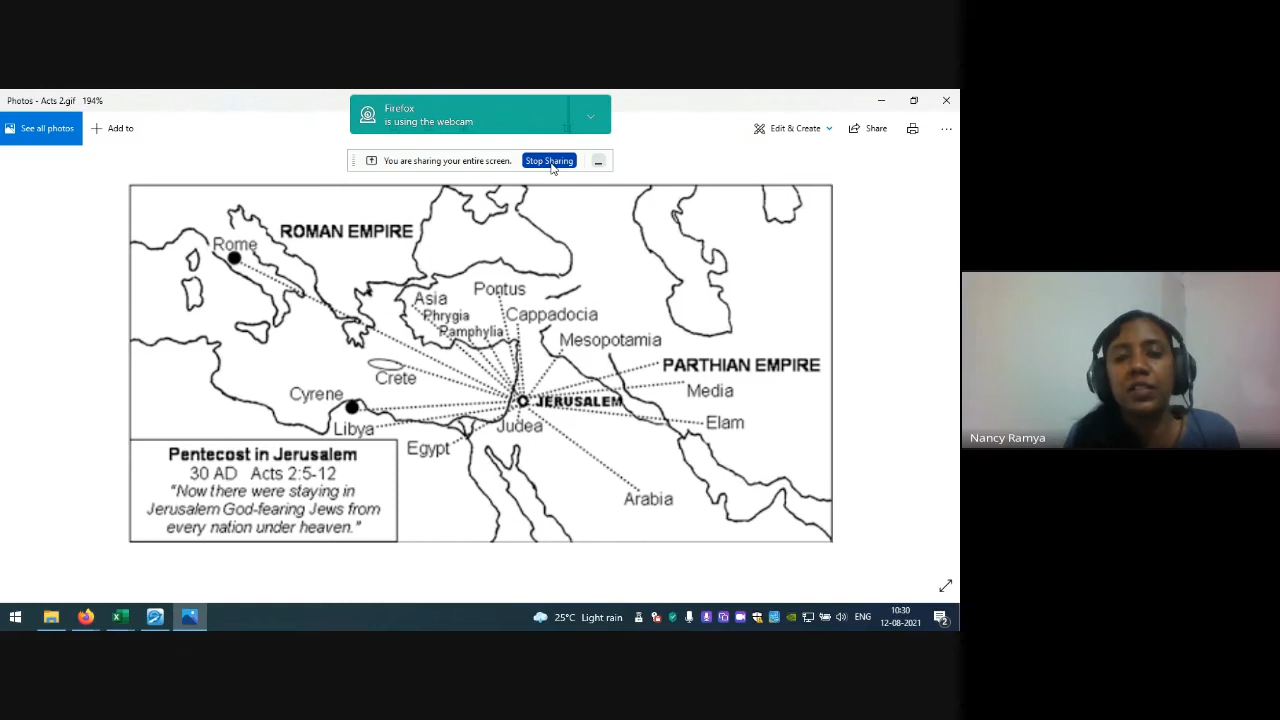 Photos - Acts 2.gif 194%
Firefox
is using the webcam
See all photos
Add to
Edit & Create
Share
You are sharing your entire screen.
Stop Sharing
ROMAN EMPIRE
Rome
Pontus
Asia
Phrygia
Cappadocia
Pamphylia
Mesopotamia
PARTHIAN EMPIRE
Crete
Media
Cyrene
JERUSALEM
Libya
Judea
Elam
Egypt
Arabia
Pentecost in Jerusalem
30 AD Acts 2:5-12
"Now there were staying in
Jerusalem God-fearing Jews from
every nation under heaven."
Nancy Ramya
25°C Light rain
ENG
10:30
12-08-2021
2